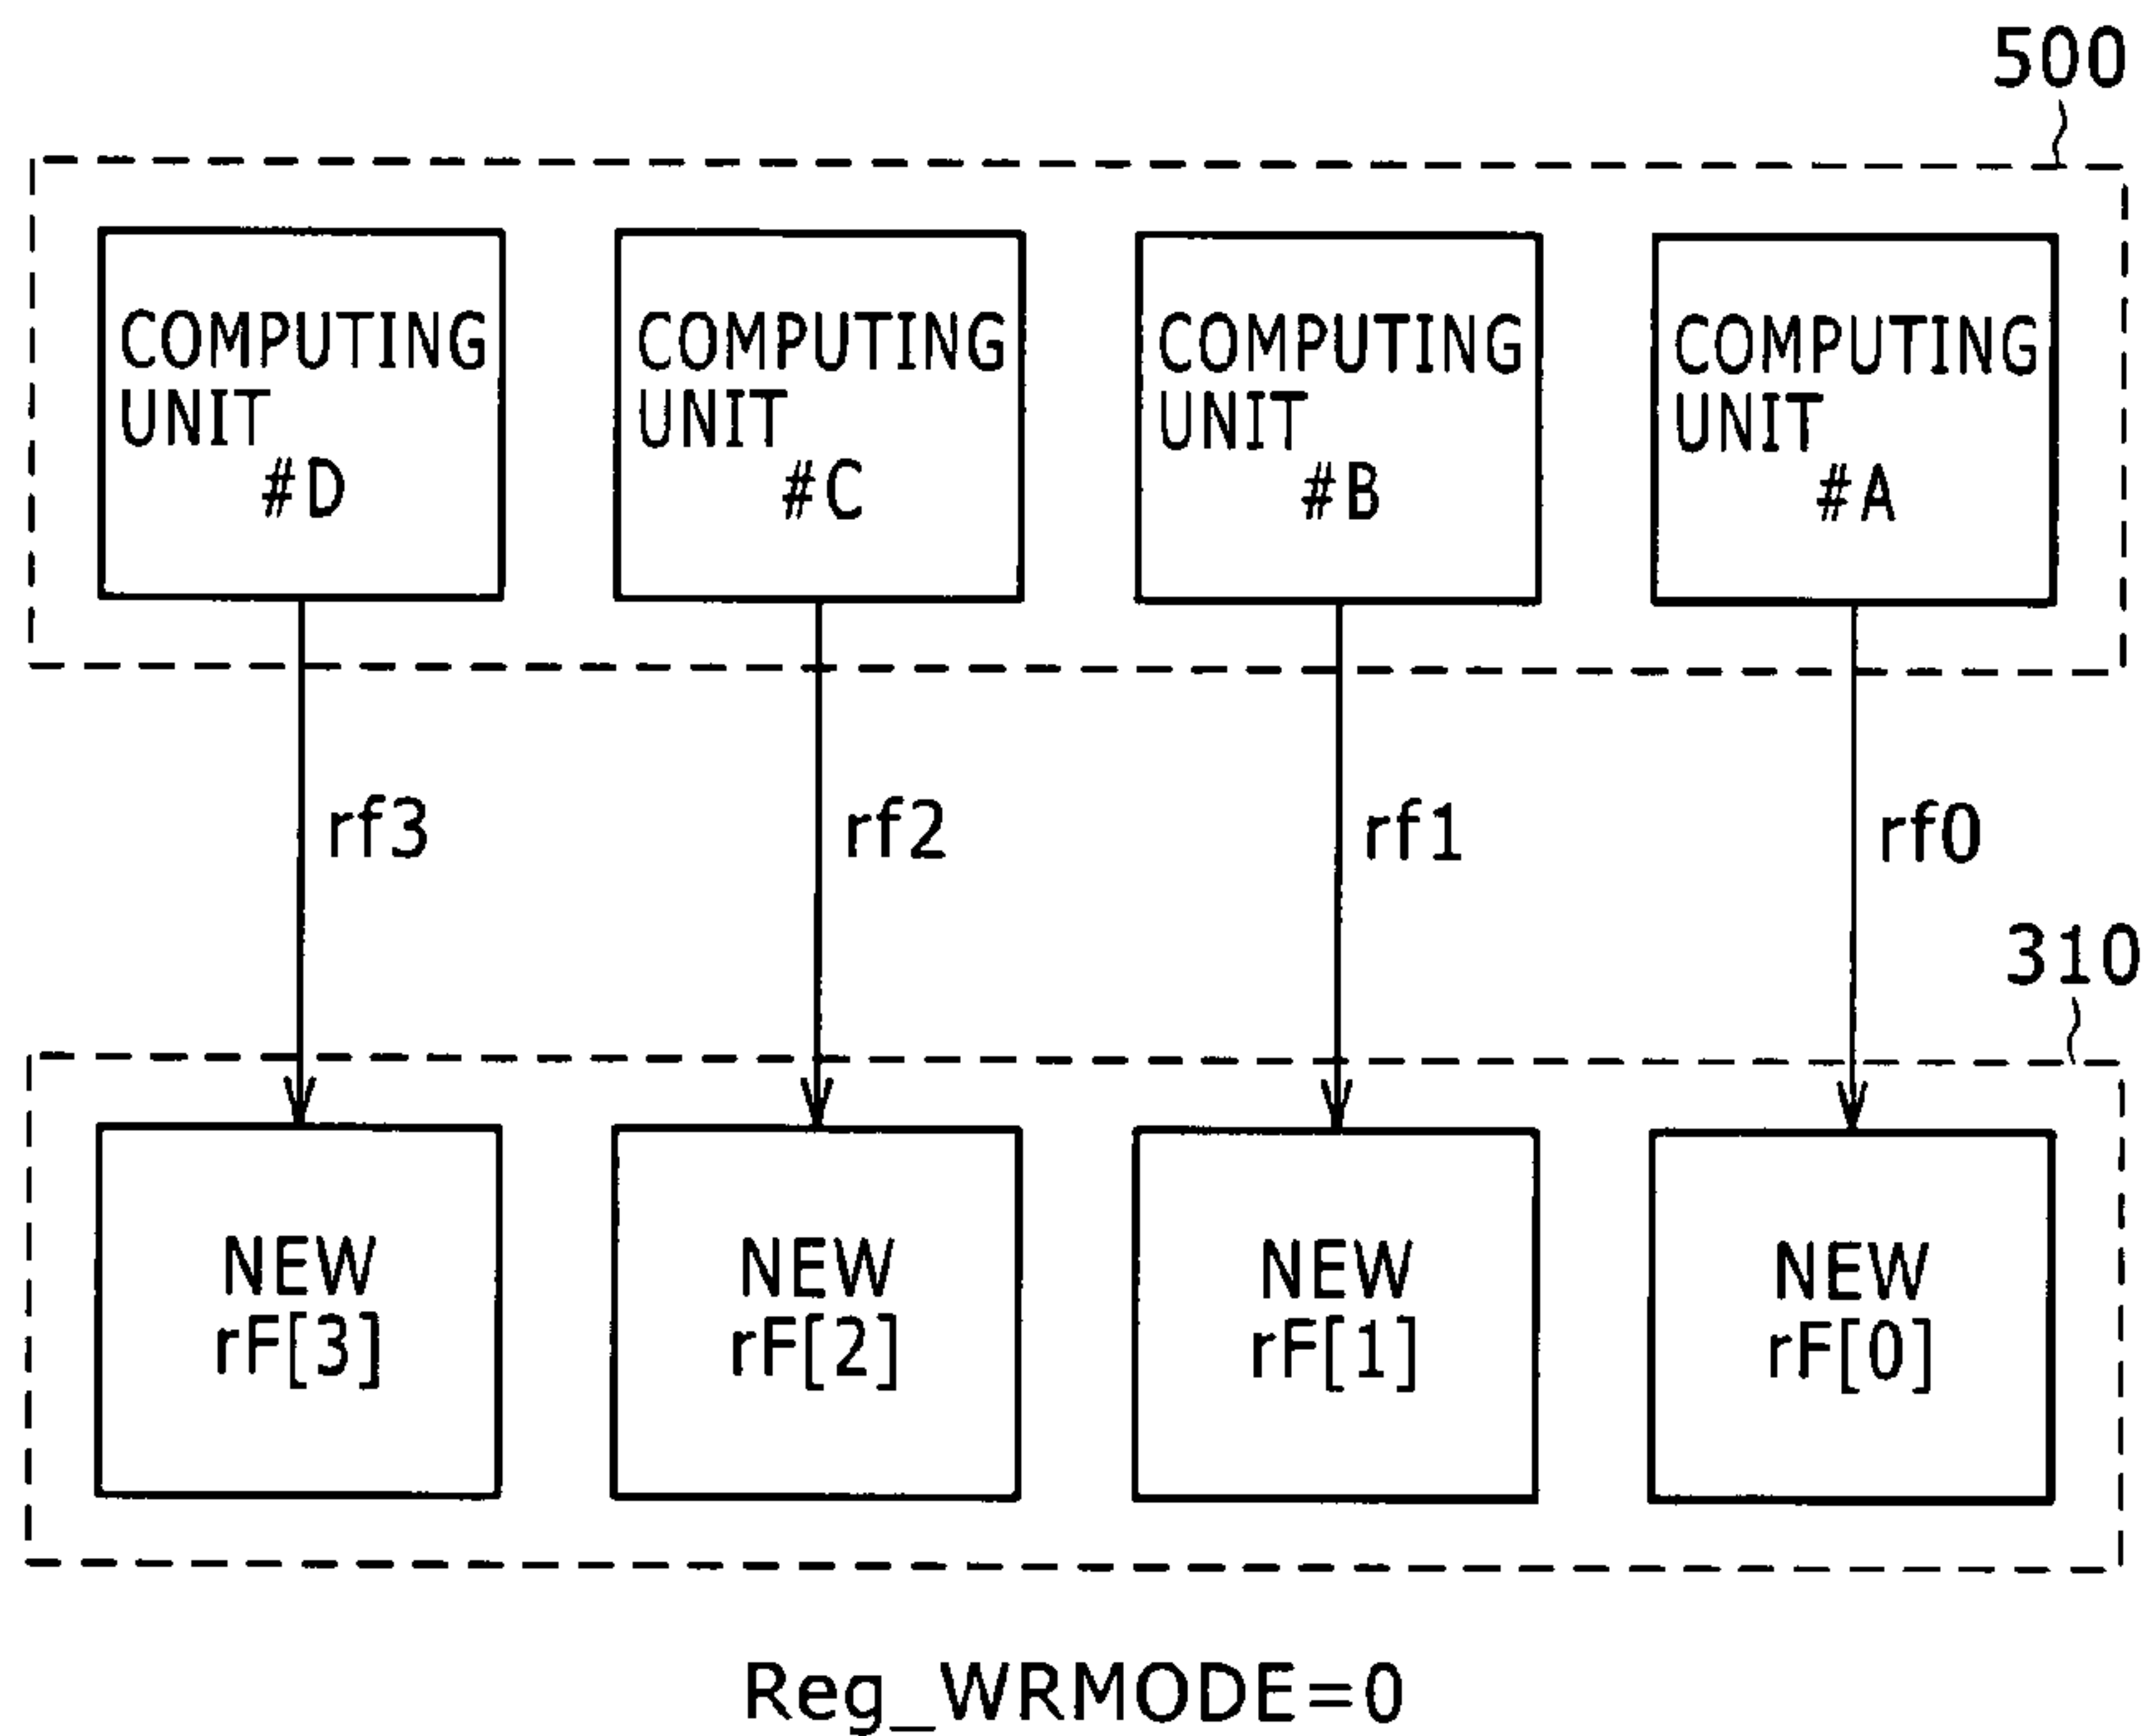 500
COMPUTING
UNIT
#D
COMPUTING
UNIT
#C
COMPUTING
UNIT
#B
COMPUTING
UNIT
#A
rf3
rf2
rf1
rf0
310
NEW
rF[3]
NEW
rF[2]
NEW
rF[1]
NEW
rF[0]
Reg_WRMODE=0